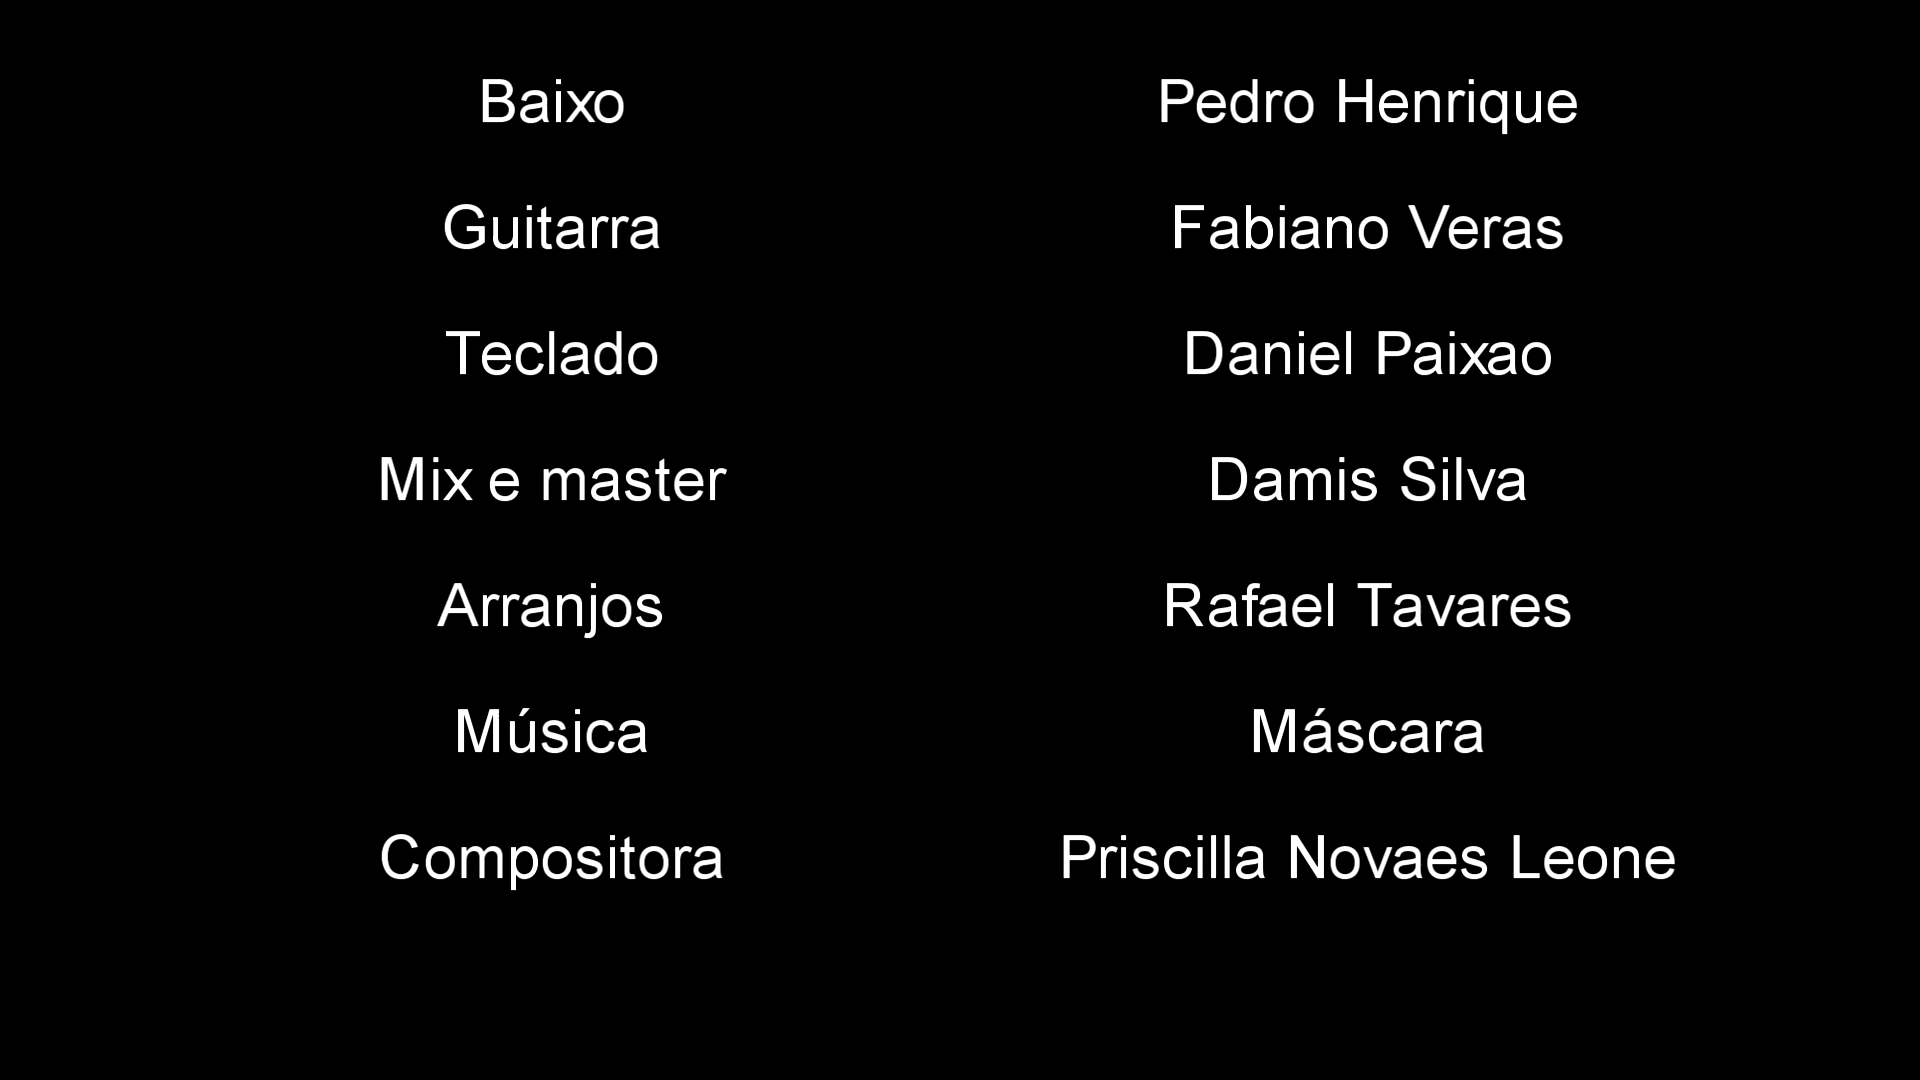 Baixo Pedro Henrique
Guitarra Fabiano Veras
Teclado Daniel Paixao
Mix e master Damis Silva
Arranjos Rafael Tavares
Música Máscara
Compositora Priscilla Novaes Leone